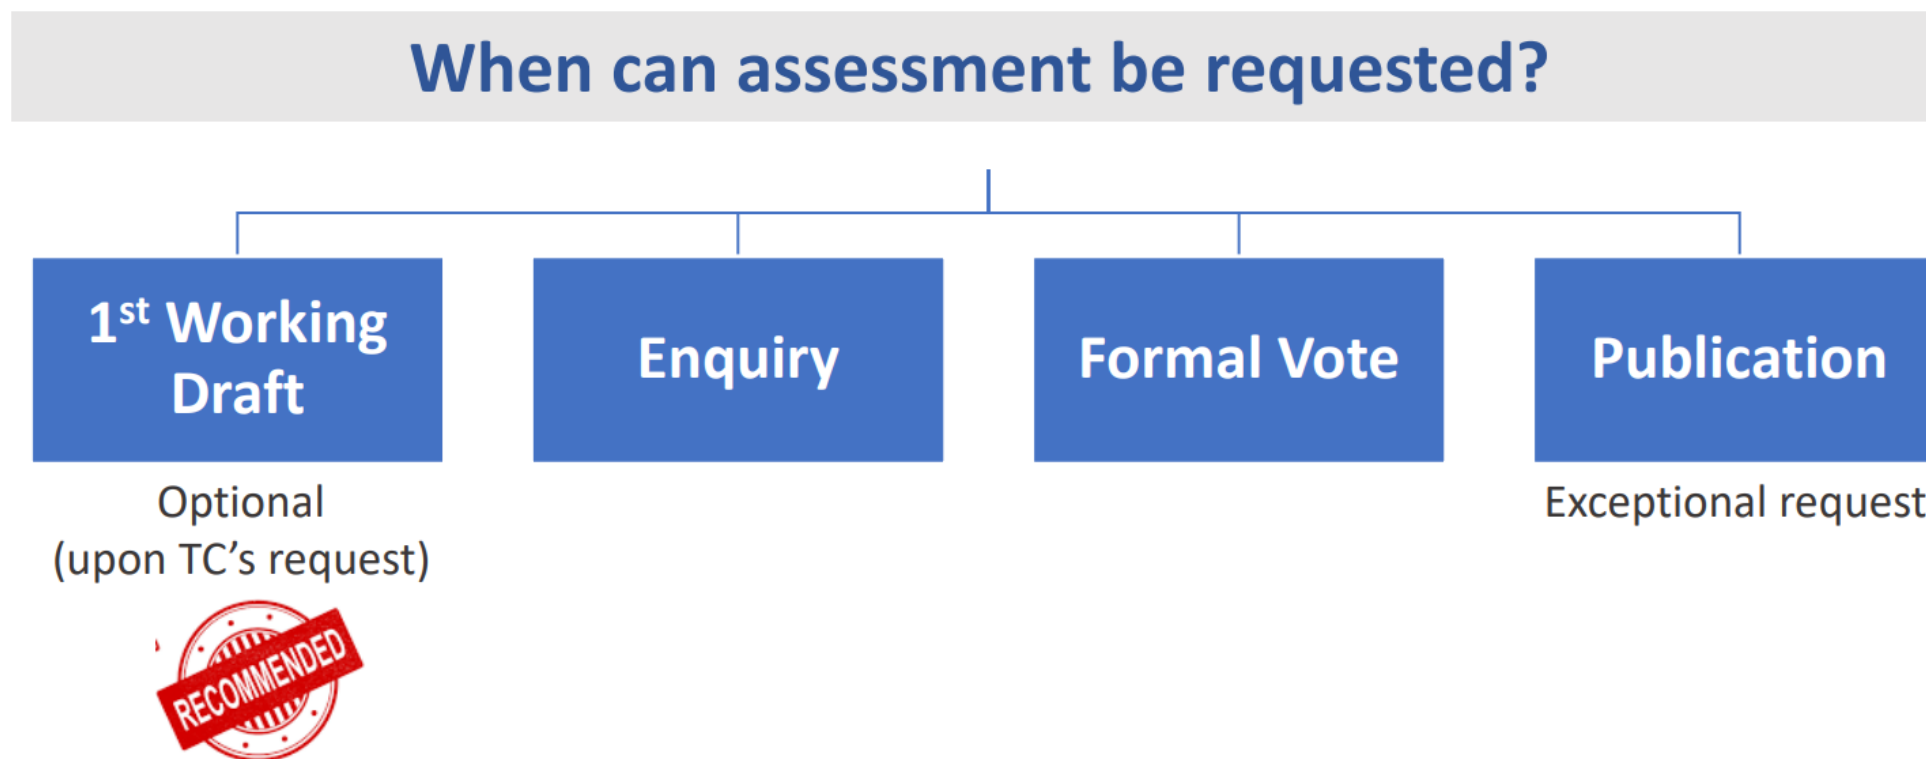 When can assessment be requested?
1st Working
Draft
Enquiry
Formal Vote
Publication
Optional
(upon TC’s request)
Exceptional request
RECOMMENDED